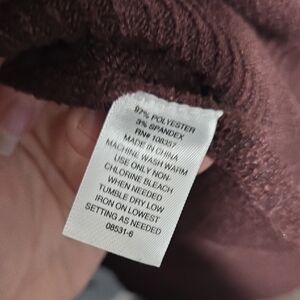 97% POLYESTER
3% SPANDEX
RN# 108357
MADE IN CHINA
MACHINE WASH WARM
USE ONLY NON-
CHLORINE BLEACH
WHEN NEEDED
TUMBLE DRY LOW
IRON ON LOWEST
SETTING AS NEEDED
08531-6